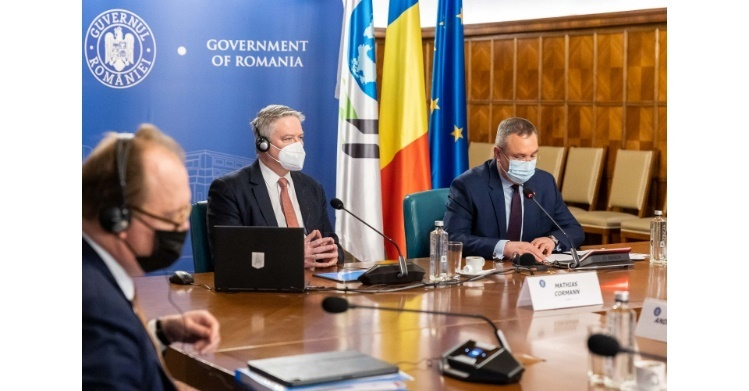 GUVERNUL
ROMÂNIEI
GOVERNMENT
OF ROMANIA
MATHIAS
CORMANN